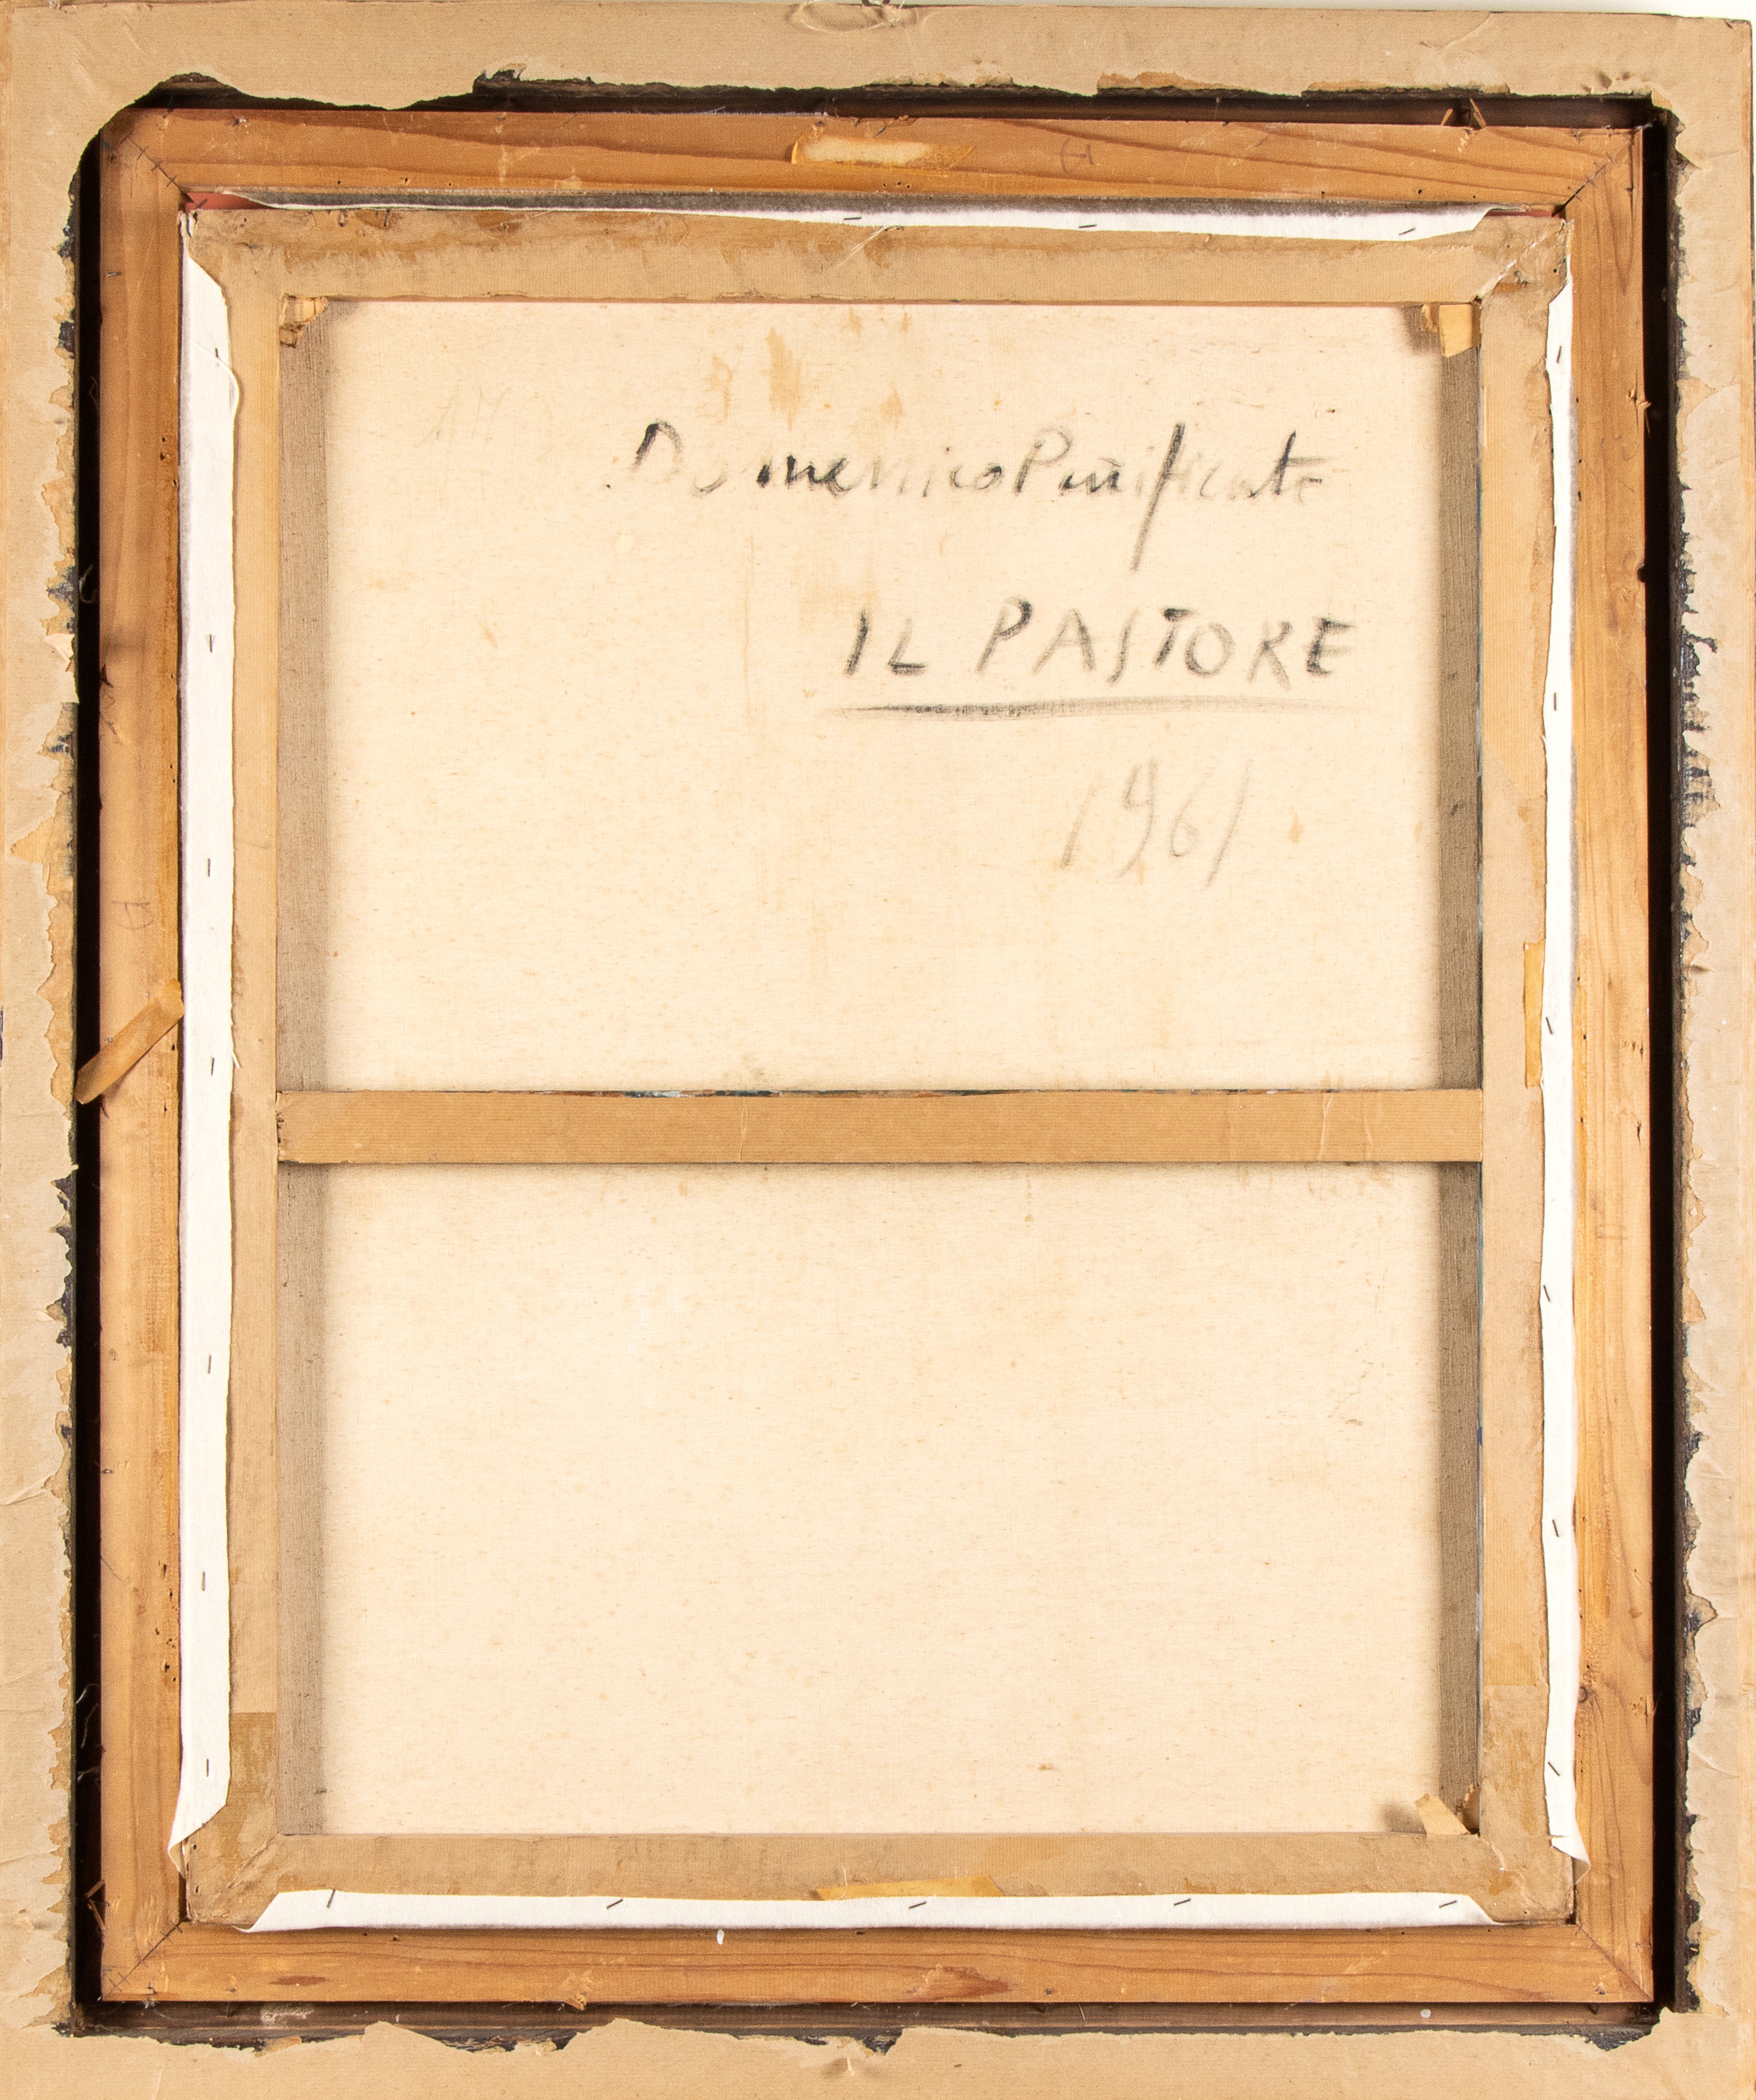 Domenico Purificato
IL PASTORE
1961